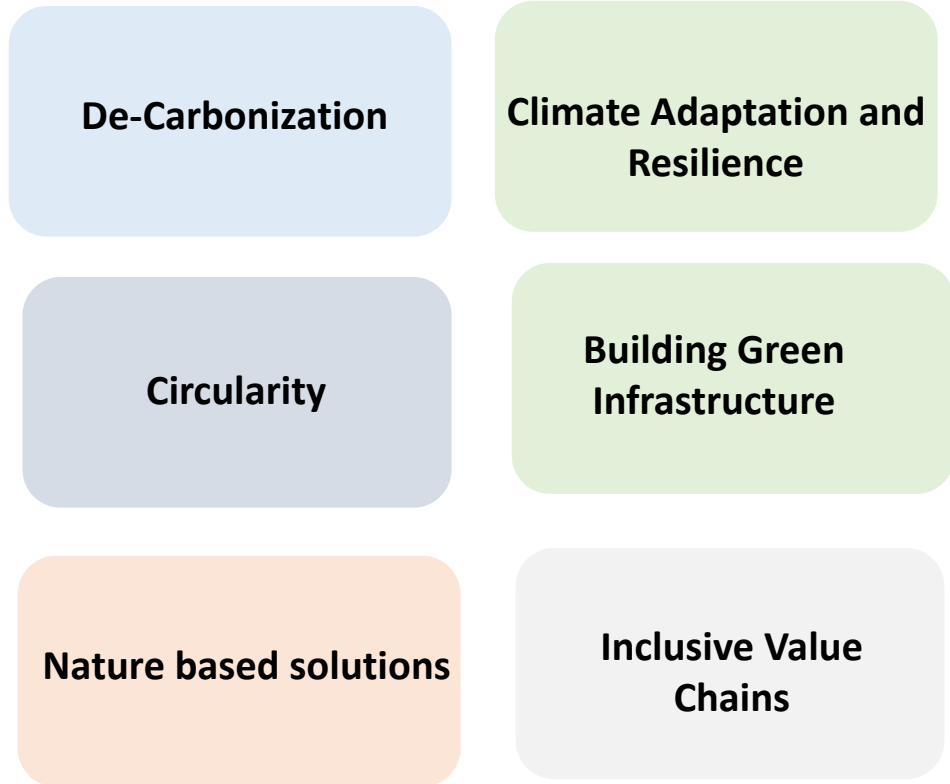 De-Carbonization
Climate Adaptation and
Resilience
Circularity
Building Green
Infrastructure
Nature based solutions
Inclusive Value
Chains